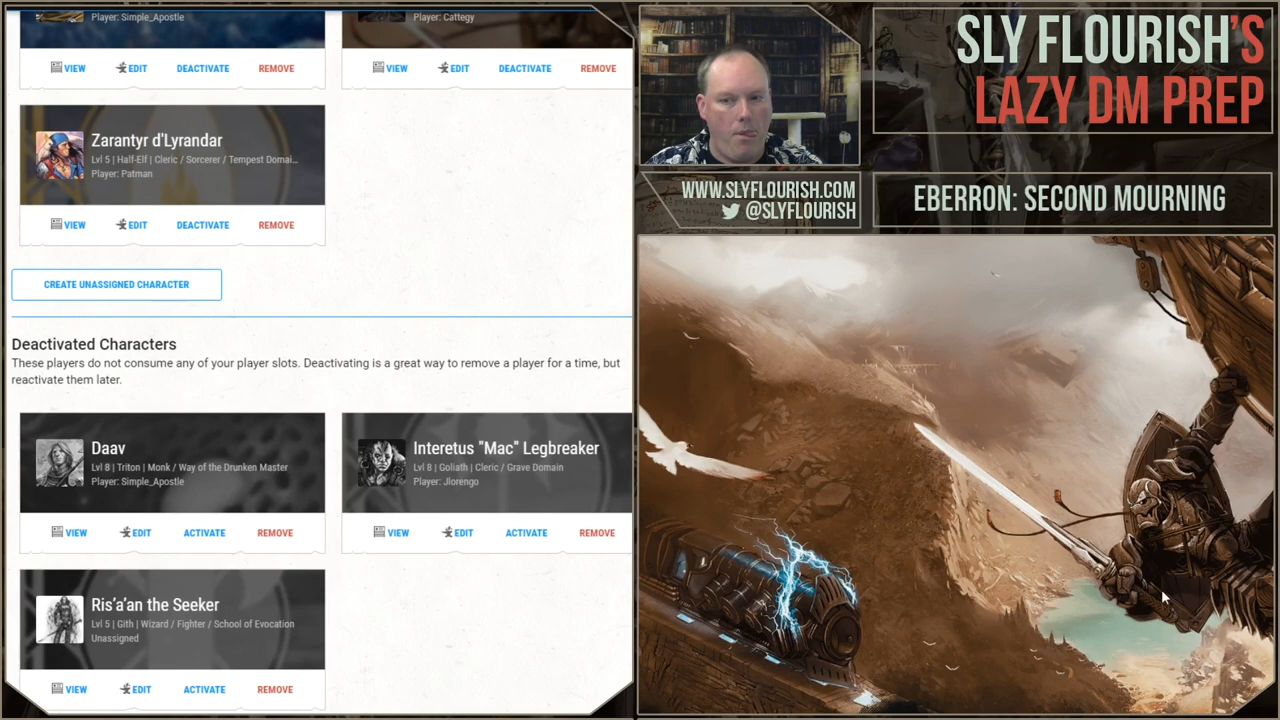 Player: Simple_Apostle
Player: Cattegy
VIEW EDIT DEACTIVATE REMOVE
VIEW EDIT DEACTIVATE REMOVE
Zarantyr d'Lyrandar
Lvl 5 | Half-Elf | Cleric / Sorcerer / Tempest Domai...
Player: Patman
VIEW EDIT DEACTIVATE REMOVE
CREATE UNASSIGNED CHARACTER
Deactivated Characters
These players do not consume any of your player slots. Deactivating is a great way to remove a player for a time, but
reactivate them later.
Daav
Lvl 8 | Triton | Monk / Way of the Drunken Master
Player: Simple_Apostle
VIEW EDIT ACTIVATE REMOVE
Interetus "Mac" Legbreaker
Lvl 8 | Goliath | Cleric / Grave Domain
Player: Jlorengo
VIEW EDIT ACTIVATE REMOVE
Ris'a'an the Seeker
Lvl 5 | Gith | Wizard / Fighter / School of Evocation
Unassigned
VIEW EDIT ACTIVATE REMOVE
SLY FLOURISH'S
LAZY DM PREP
WWW.SLYFLOURISH.COM
@SLYFLOURISH
EBERRON: SECOND MOURNING